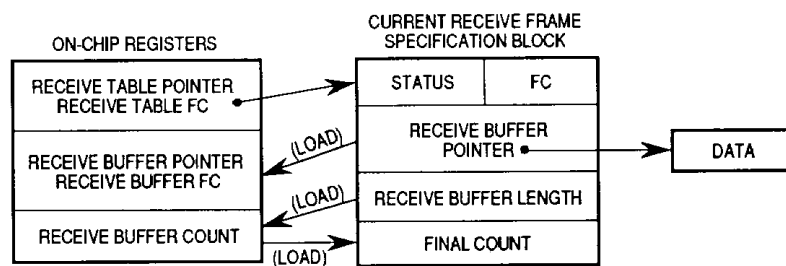 ON-CHIP REGISTERS
RECEIVE TABLE POINTER
RECEIVE TABLE FC
RECEIVE BUFFER POINTER
RECEIVE BUFFER FC
RECEIVE BUFFER COUNT
(LOAD)
(LOAD)
(LOAD)
CURRENT RECEIVE FRAME
SPECIFICATION BLOCK
STATUS
FC
RECEIVE BUFFER
POINTER
RECEIVE BUFFER LENGTH
FINAL COUNT
DATA